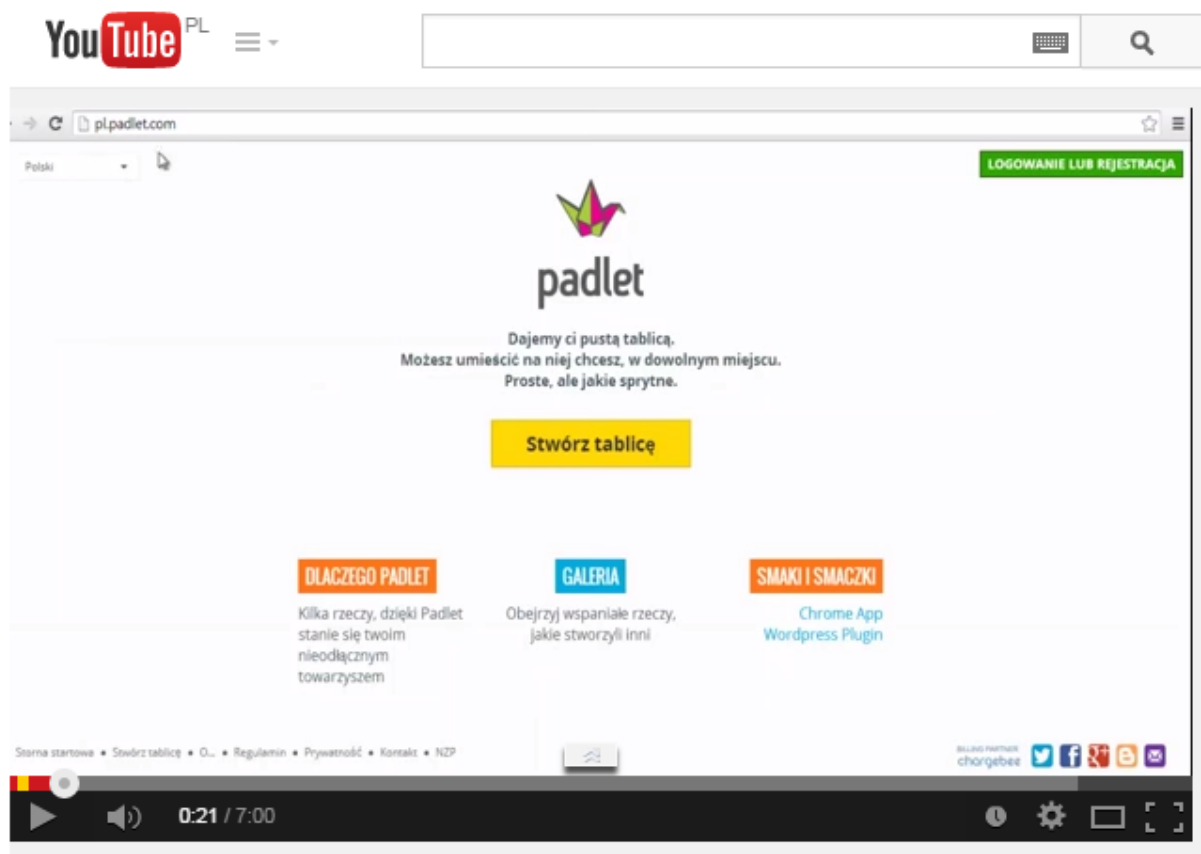 YouTube PL
pl.padlet.com
Polski
LOGOWANIE LUB REJESTRACJA
padlet
Dajemy ci pustą tablicą.
Możesz umieścić na niej chcesz, w dowolnym miejscu.
Proste, ale jakie sprytne.
Stwórz tablicę
DLACZEGO PADLET
Kilka rzeczy, dzięki Padlet
stanie się twoim
nieodłącznym
towarzyszem
GALERIA
Obejrzyj wspaniałe rzeczy,
jakie stworzyli inni
SMAKI I SMACZKI
Chrome App
Wordpress Plugin
Storna startowa • Stwórz tablicę • O... • Regulamin • Prywatność • Kontakt • NZP
BILLING PARTNER
chargebee
0:21 / 7:00